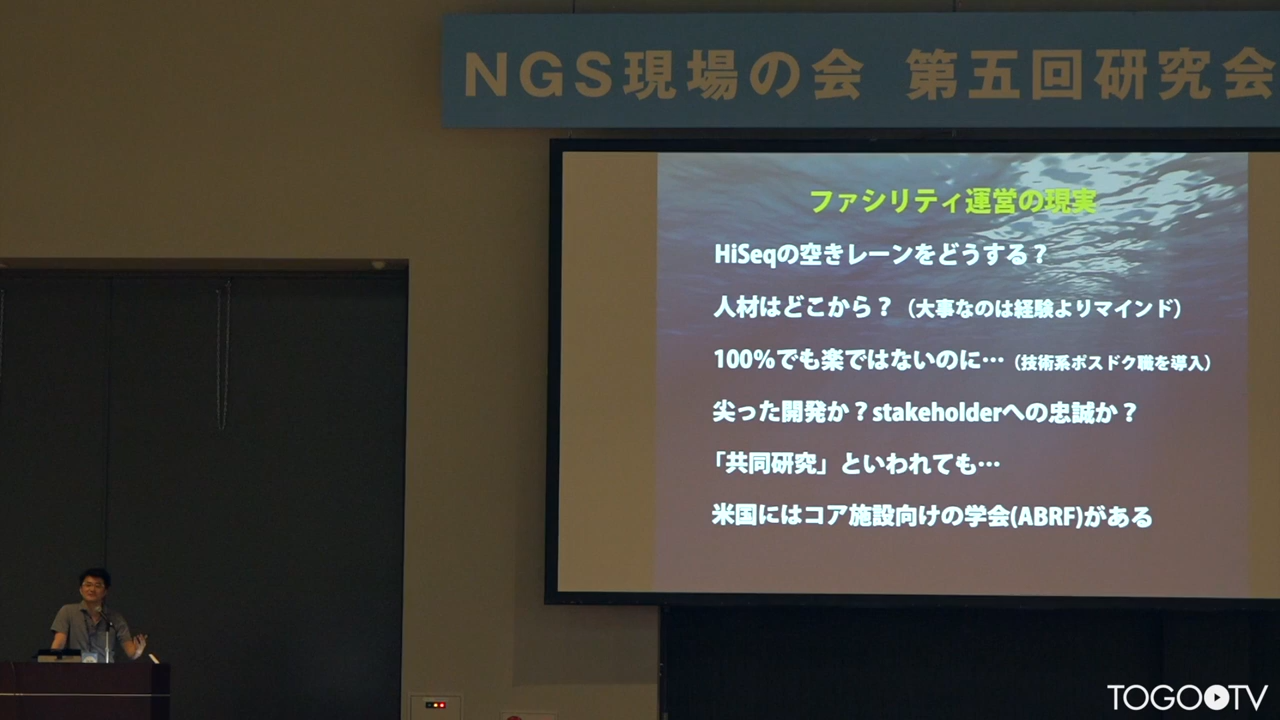 NGS現場の会 第五回研究会
ファシリティ運営の現実
HiSeqの空きレーンをどうする？
人材はどこから？（大事なのは経験よりマインド）
100%でも楽ではないのに…（技術系ポスドク職を導入）
尖った開発か？stakeholderへの忠誠か？
「共同研究」といわれても…
米国にはコア施設向けの学会(ABRF)がある
TOGOTV